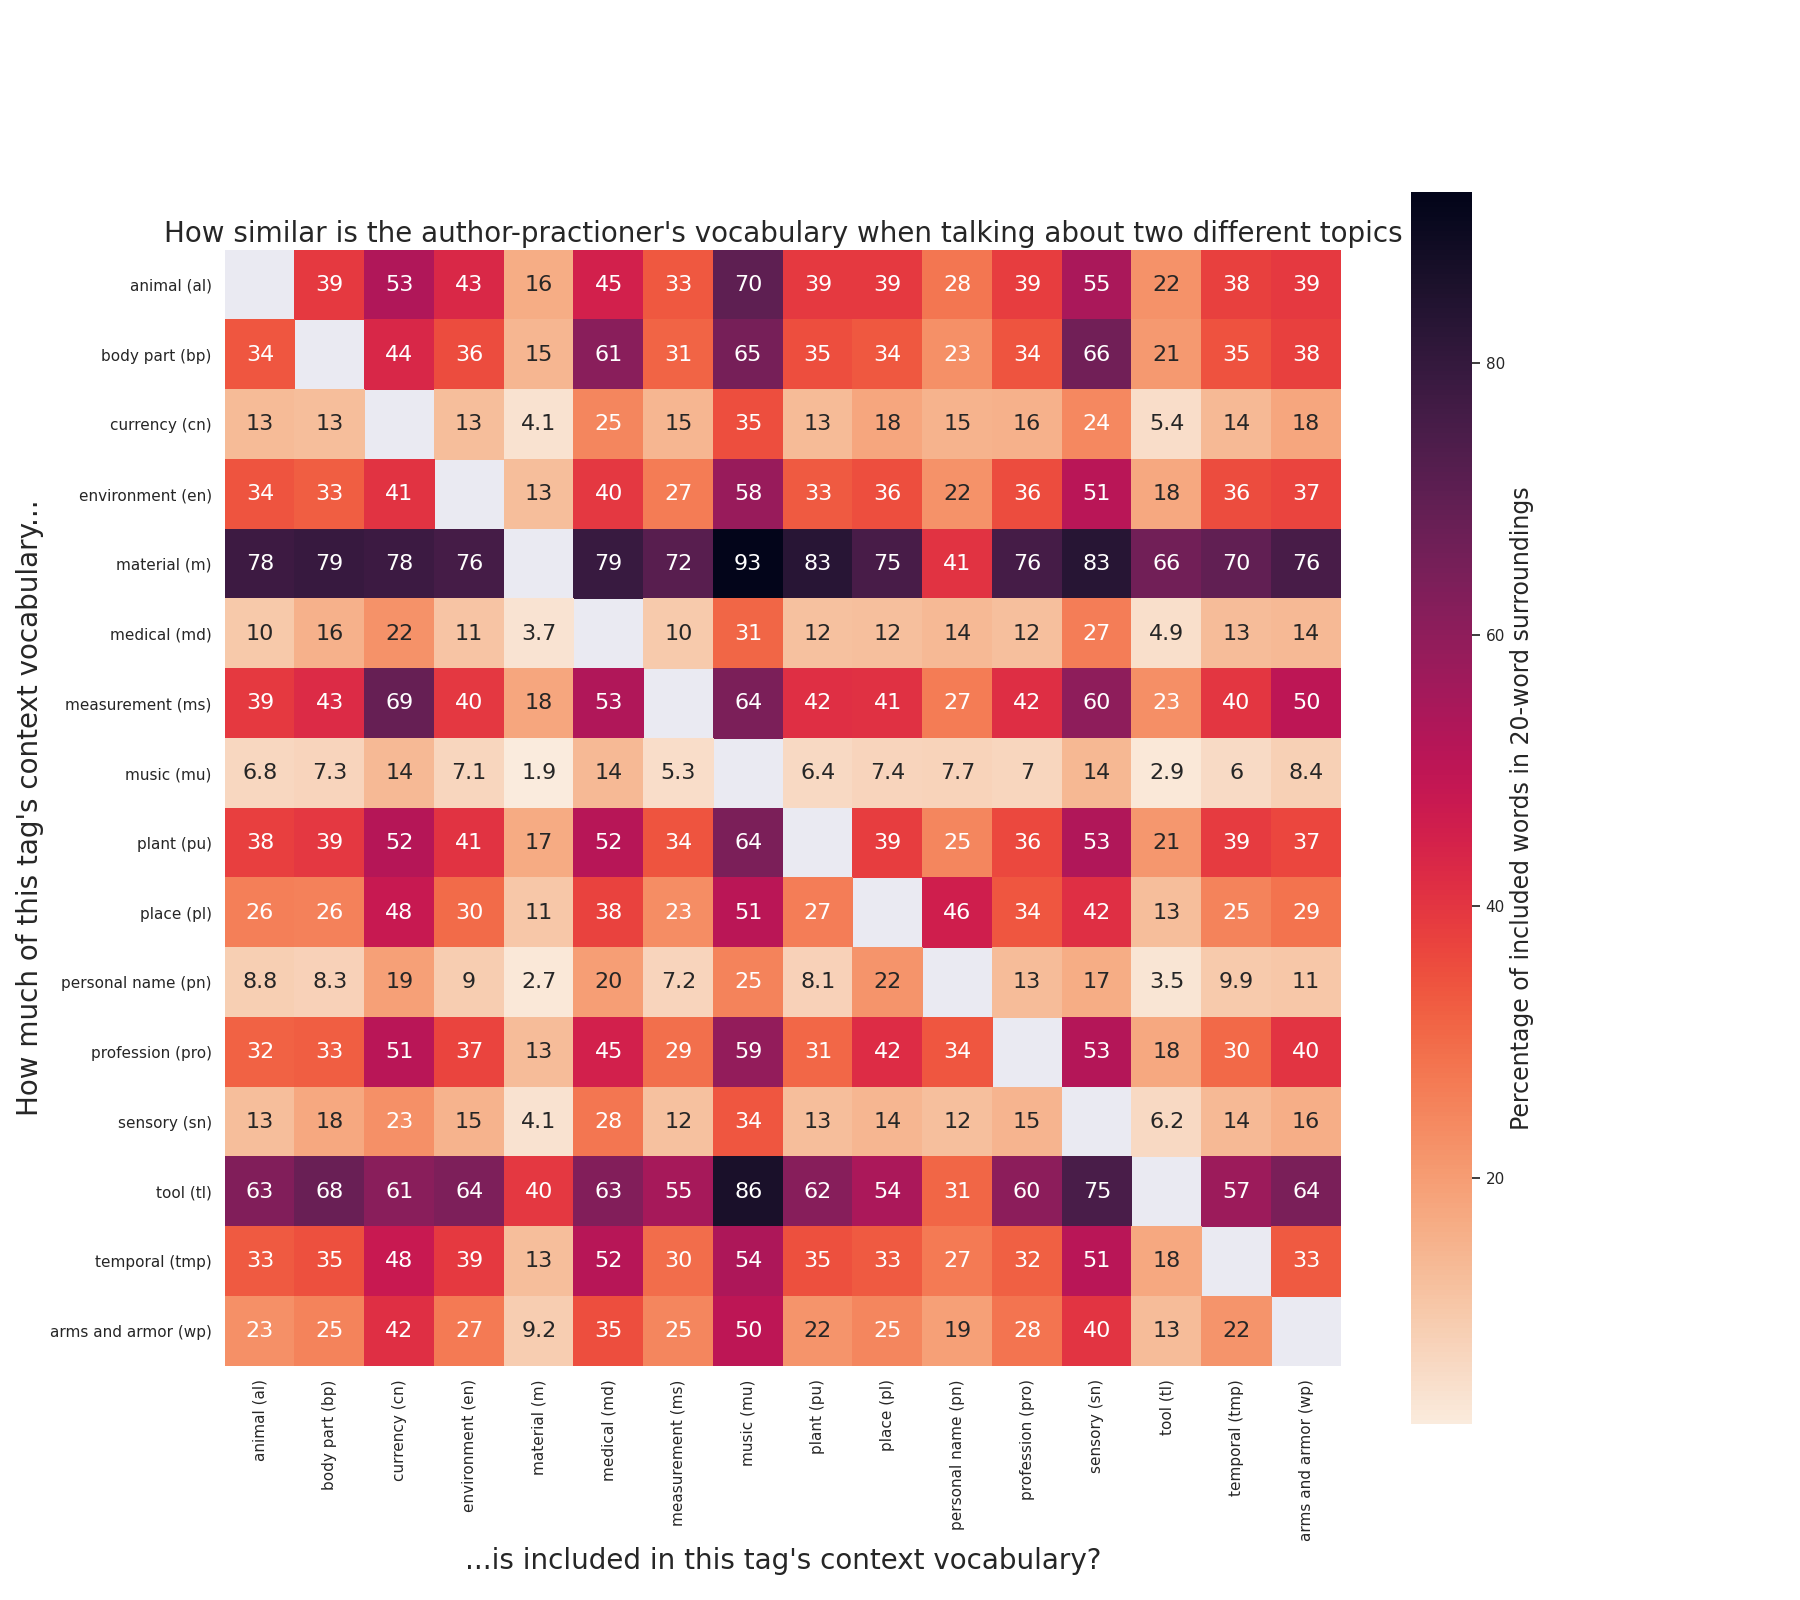 How similar is the author-practioner's vocabulary when talking about two different topics
How much of this tag's context vocabulary...
animal (al) 39 53 43 16 45 33 70 39 39 28 39 55 22 38 39
body part (bp) 34 44 36 15 61 31 65 35 34 23 34 66 21 35 38
currency (cn) 13 13 13 4.1 25 15 35 13 18 15 16 24 5.4 14 18
environment (en) 34 33 41 13 40 27 58 33 36 22 36 51 18 36 37
material (m) 78 79 78 76 79 72 93 83 75 41 76 83 66 70 76
medical (md) 10 16 22 11 3.7 10 31 12 12 14 12 27 4.9 13 14
measurement (ms) 39 43 69 40 18 53 64 42 41 27 42 60 23 40 50
music (mu) 6.8 7.3 14 7.1 1.9 14 5.3 6.4 7.4 7.7 7 14 2.9 6 8.4
plant (pu) 38 39 52 41 17 52 34 64 39 25 36 53 21 39 37
place (pl) 26 26 48 30 11 38 23 51 27 46 34 42 13 25 29
personal name (pn) 8.8 8.3 19 9 2.7 20 7.2 25 8.1 22 13 17 3.5 9.9 11
profession (pro) 32 33 51 37 13 45 29 59 31 42 34 53 18 30 40
sensory (sn) 13 18 23 15 4.1 28 12 34 13 14 12 15 6.2 14 16
tool (tl) 63 68 61 64 40 63 55 86 62 54 31 60 75 57 64
temporal (tmp) 33 35 48 39 13 52 30 54 35 33 27 32 51 18 33
arms and armor (wp) 23 25 42 27 9.2 35 25 50 22 25 19 28 40 13 22
animal (al)
body part (bp)
currency (cn)
environment (en)
material (m)
medical (md)
measurement (ms)
music (mu)
plant (pu)
place (pl)
personal name (pn)
profession (pro)
sensory (sn)
tool (tl)
temporal (tmp)
arms and armor (wp)
...is included in this tag's context vocabulary?
80
60
40
20
Percentage of included words in 20-word surroundings